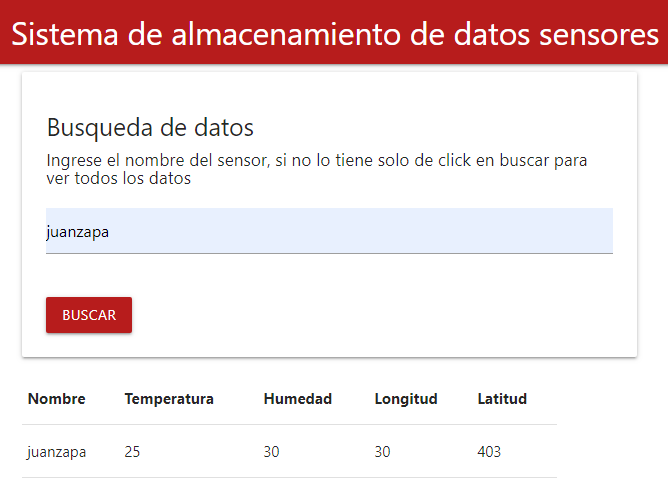 Sistema de almacenamiento de datos sensores
Busqueda de datos
Ingrese el nombre del sensor, si no lo tiene solo de click en buscar para
ver todos los datos
juanzapa
BUSCAR
Nombre Temperatura Humedad Longitud Latitud
juanzapa 25 30 30 403